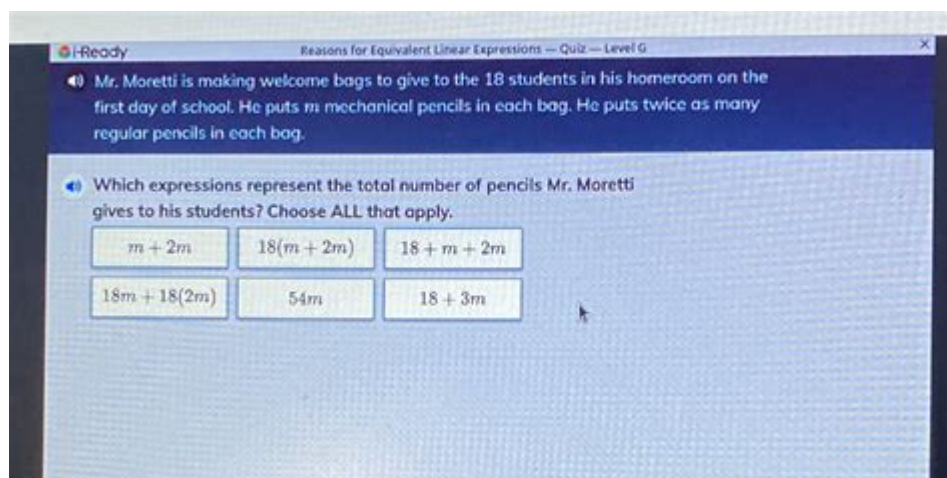 i-Ready
Reasons for Equivalent Linear Expressions — Quiz — Level G
×
Mr. Moretti is making welcome bags to give to the 18 students in his homeroom on the
first day of school. He puts m mechanical pencils in each bag. He puts twice as many
regular pencils in each bag.
Which expressions represent the total number of pencils Mr. Moretti
gives to his students? Choose ALL that apply.
m + 2m
18(m + 2m)
18 + m + 2m
18m + 18(2m)
54m
18 + 3m